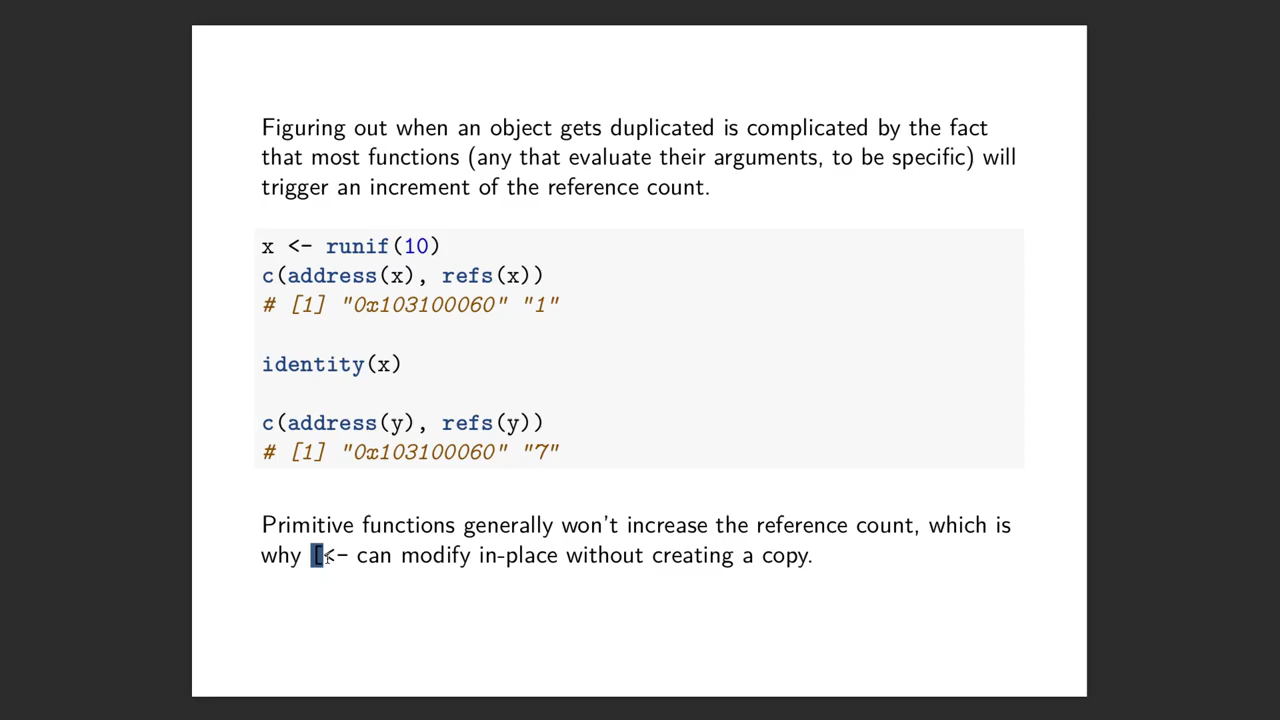 Figuring out when an object gets duplicated is complicated by the fact
that most functions (any that evaluate their arguments, to be specific) will
trigger an increment of the reference count.
x <- runif(10)
c(address(x), refs(x))
# [1] "0x103100060" "1"
identity(x)
c(address(y), refs(y))
# [1] "0x103100060" "7"
Primitive functions generally won't increase the reference count, which is
why [<- can modify in-place without creating a copy.